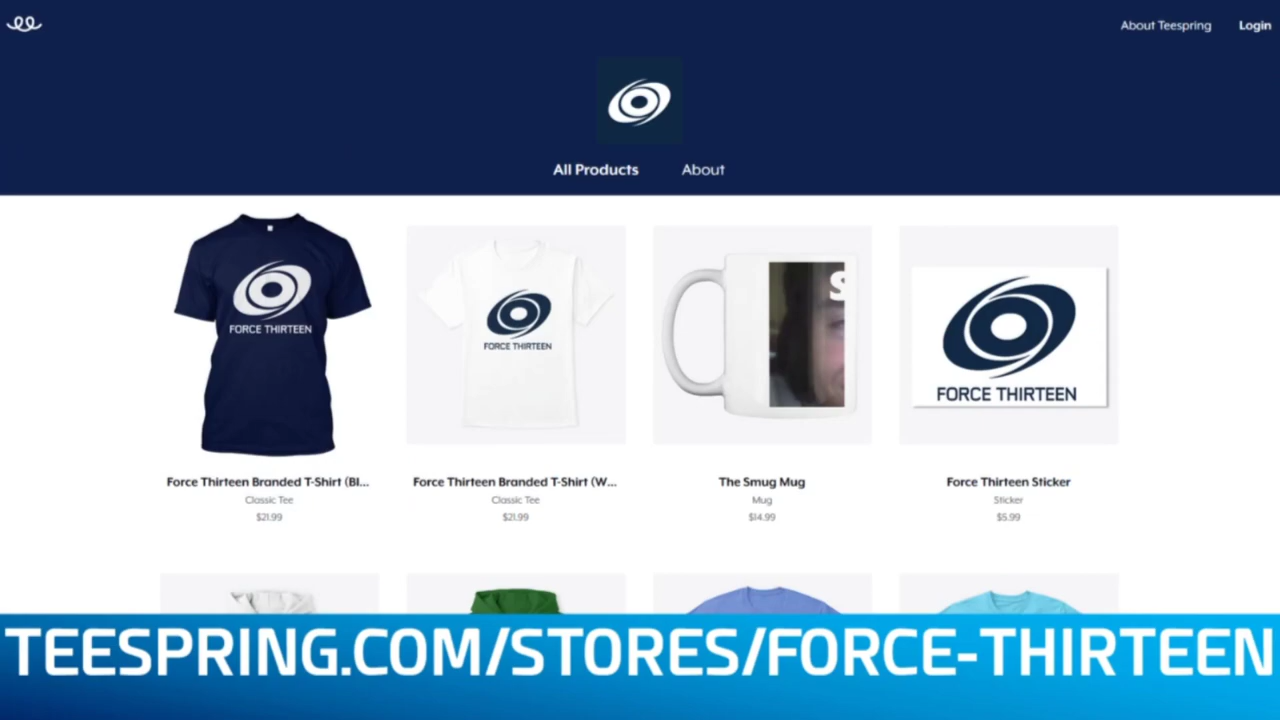 About Teespring Login
All Products About
FORCE THIRTEEN
FORCE THIRTEEN
S
FORCE THIRTEEN
Force Thirteen Branded T-Shirt (Bl...
Classic Tee
$21.99
Force Thirteen Branded T-Shirt (W...
Classic Tee
$21.99
The Smug Mug
Mug
$14.99
Force Thirteen Sticker
Sticker
$5.99
TEESPRING.COM/STORES/FORCE-THIRTEEN